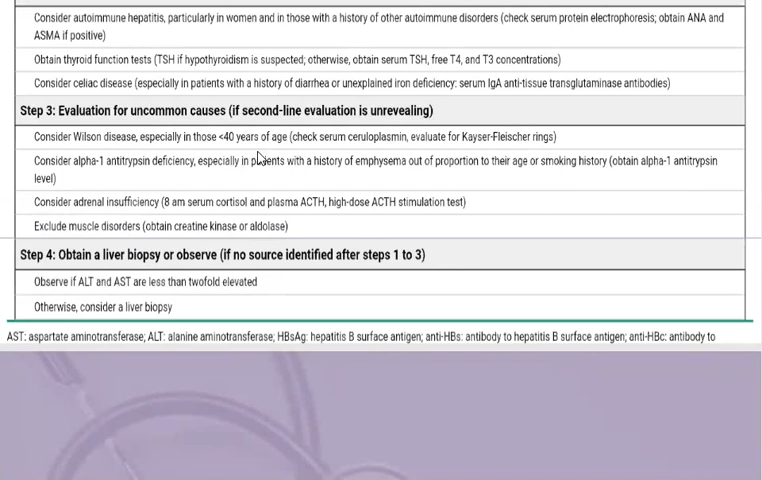 Consider autoimmune hepatitis, particularly in women and in those with a history of other autoimmune disorders (check serum protein electrophoresis; obtain ANA and
ASMA if positive)
Obtain thyroid function tests (TSH if hypothyroidism is suspected; otherwise, obtain serum TSH, free T4, and T3 concentrations)
Consider celiac disease (especially in patients with a history of diarrhea or unexplained iron deficiency: serum IgA anti-tissue transglutaminase antibodies)
Step 3: Evaluation for uncommon causes (if second-line evaluation is unrevealing)
Consider Wilson disease, especially in those <40 years of age (check serum ceruloplasmin, evaluate for Kayser-Fleischer rings)
Consider alpha-1 antitrypsin deficiency, especially in patients with a history of emphysema out of proportion to their age or smoking history (obtain alpha-1 antitrypsin
level)
Consider adrenal insufficiency (8 am serum cortisol and plasma ACTH, high-dose ACTH stimulation test)
Exclude muscle disorders (obtain creatine kinase or aldolase)
Step 4: Obtain a liver biopsy or observe (if no source identified after steps 1 to 3)
Observe if ALT and AST are less than twofold elevated
Otherwise, consider a liver biopsy
AST: aspartate aminotransferase; ALT: alanine aminotransferase; HBsAg: hepatitis B surface antigen; anti-HBs: antibody to hepatitis B surface antigen; anti-HBc: antibody to